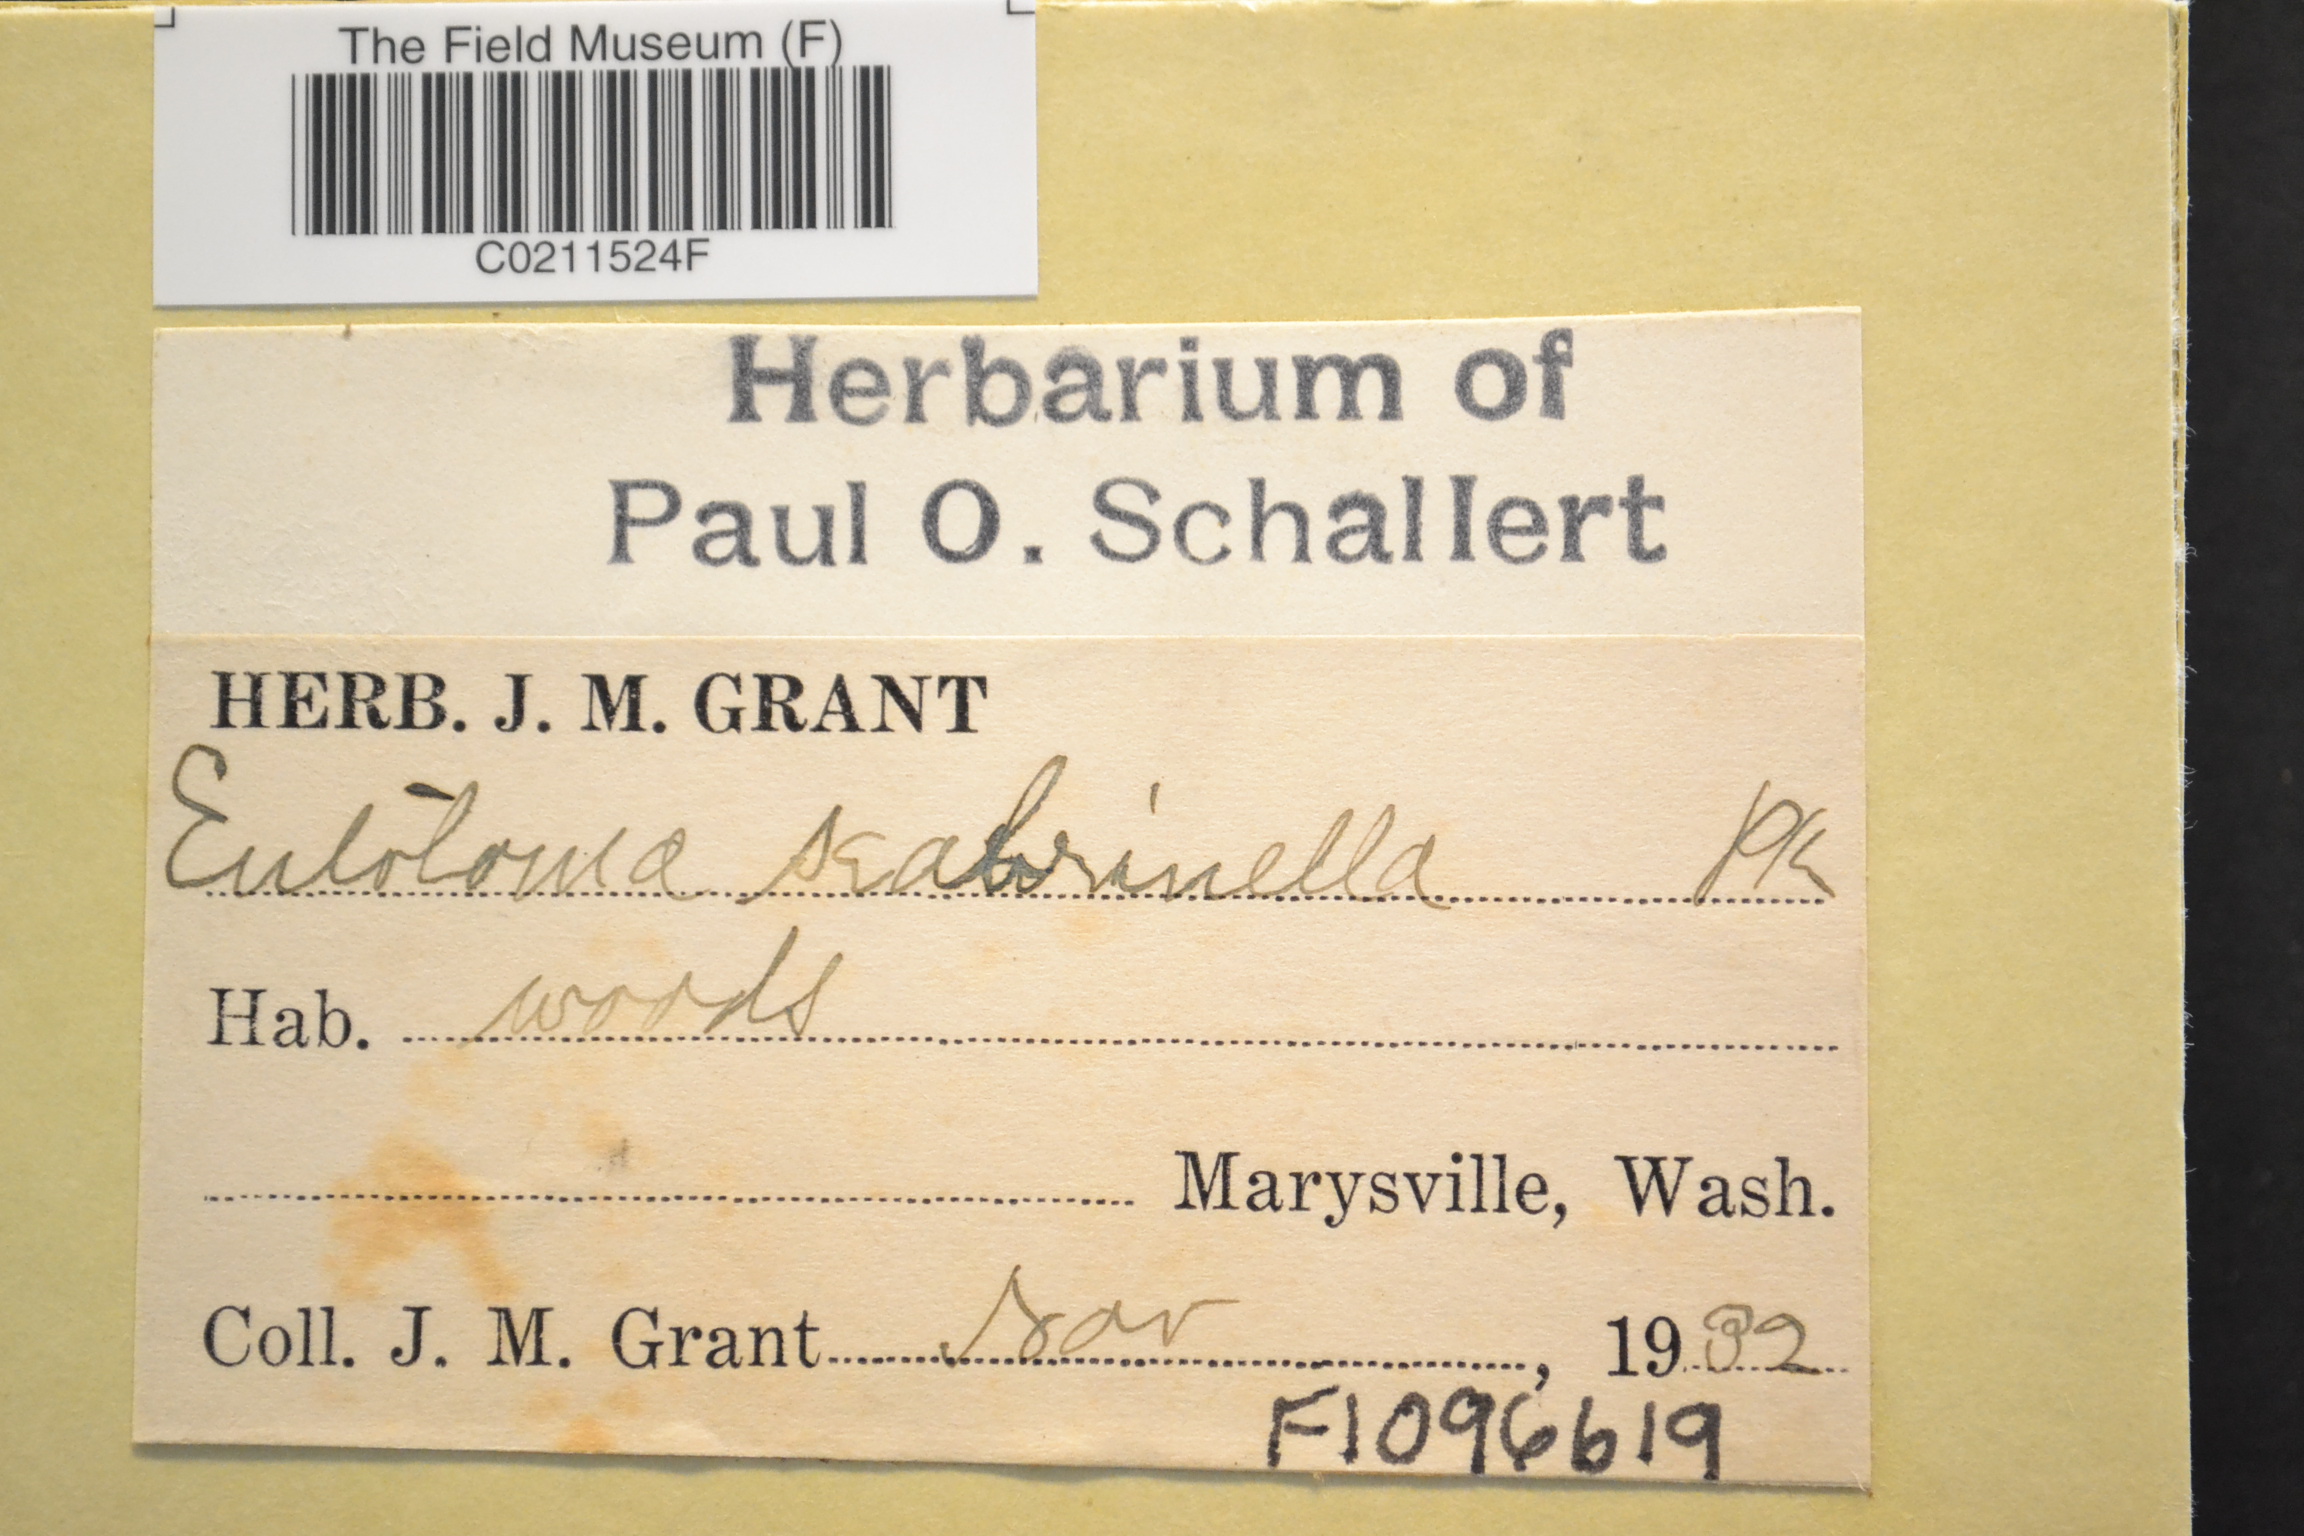 The Field Museum (F)
C0211524F
Herbarium of
Paul O. Schallert
HERB. J. M. GRANT
Entoloma scabrinella Pk
Hab. woods
Marysville, Wash.
Coll. J. M. Grant Nov, 1932
F1096619